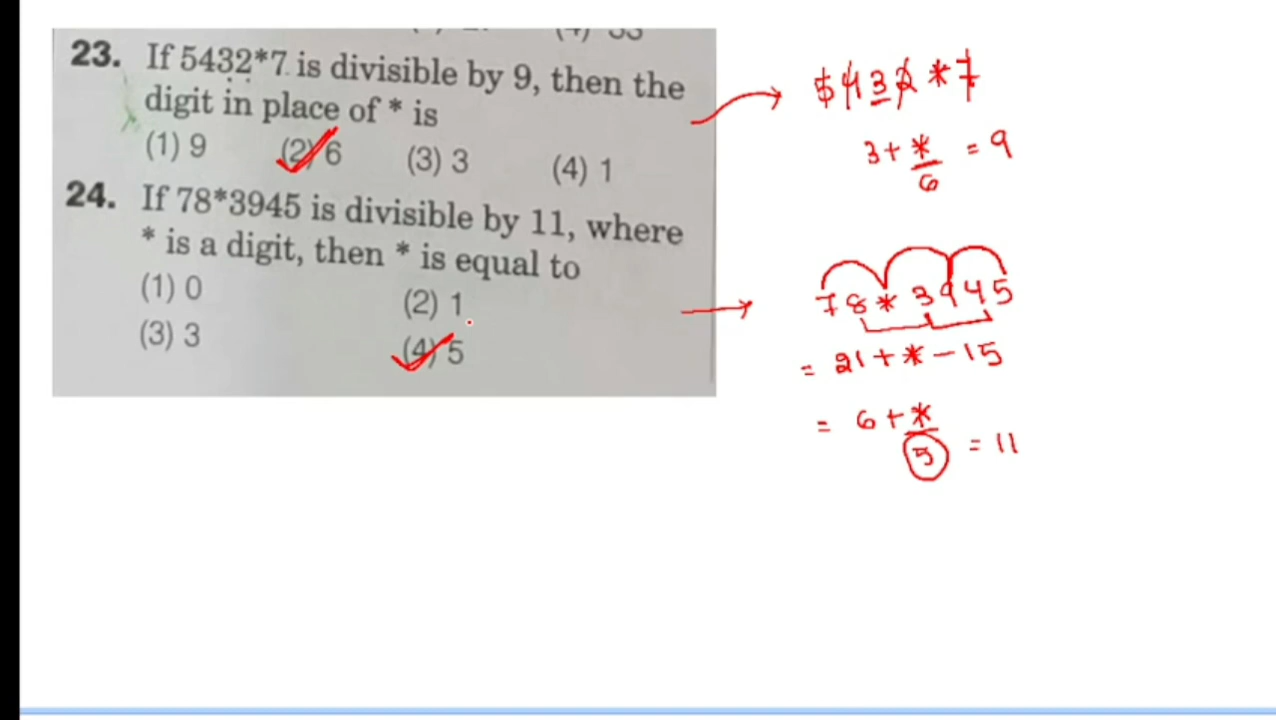 23. If 5432*7 is divisible by 9, then the
digit in place of * is
(1) 9 (2) 6 (3) 3 (4) 1
24. If 78*3945 is divisible by 11, where
* is a digit, then * is equal to
(1) 0 (2) 1
(3) 3 (4) 5
5432*7
3 + * = 9
6
78*3945
= 21 + * - 15
= 6 + * = 11
5